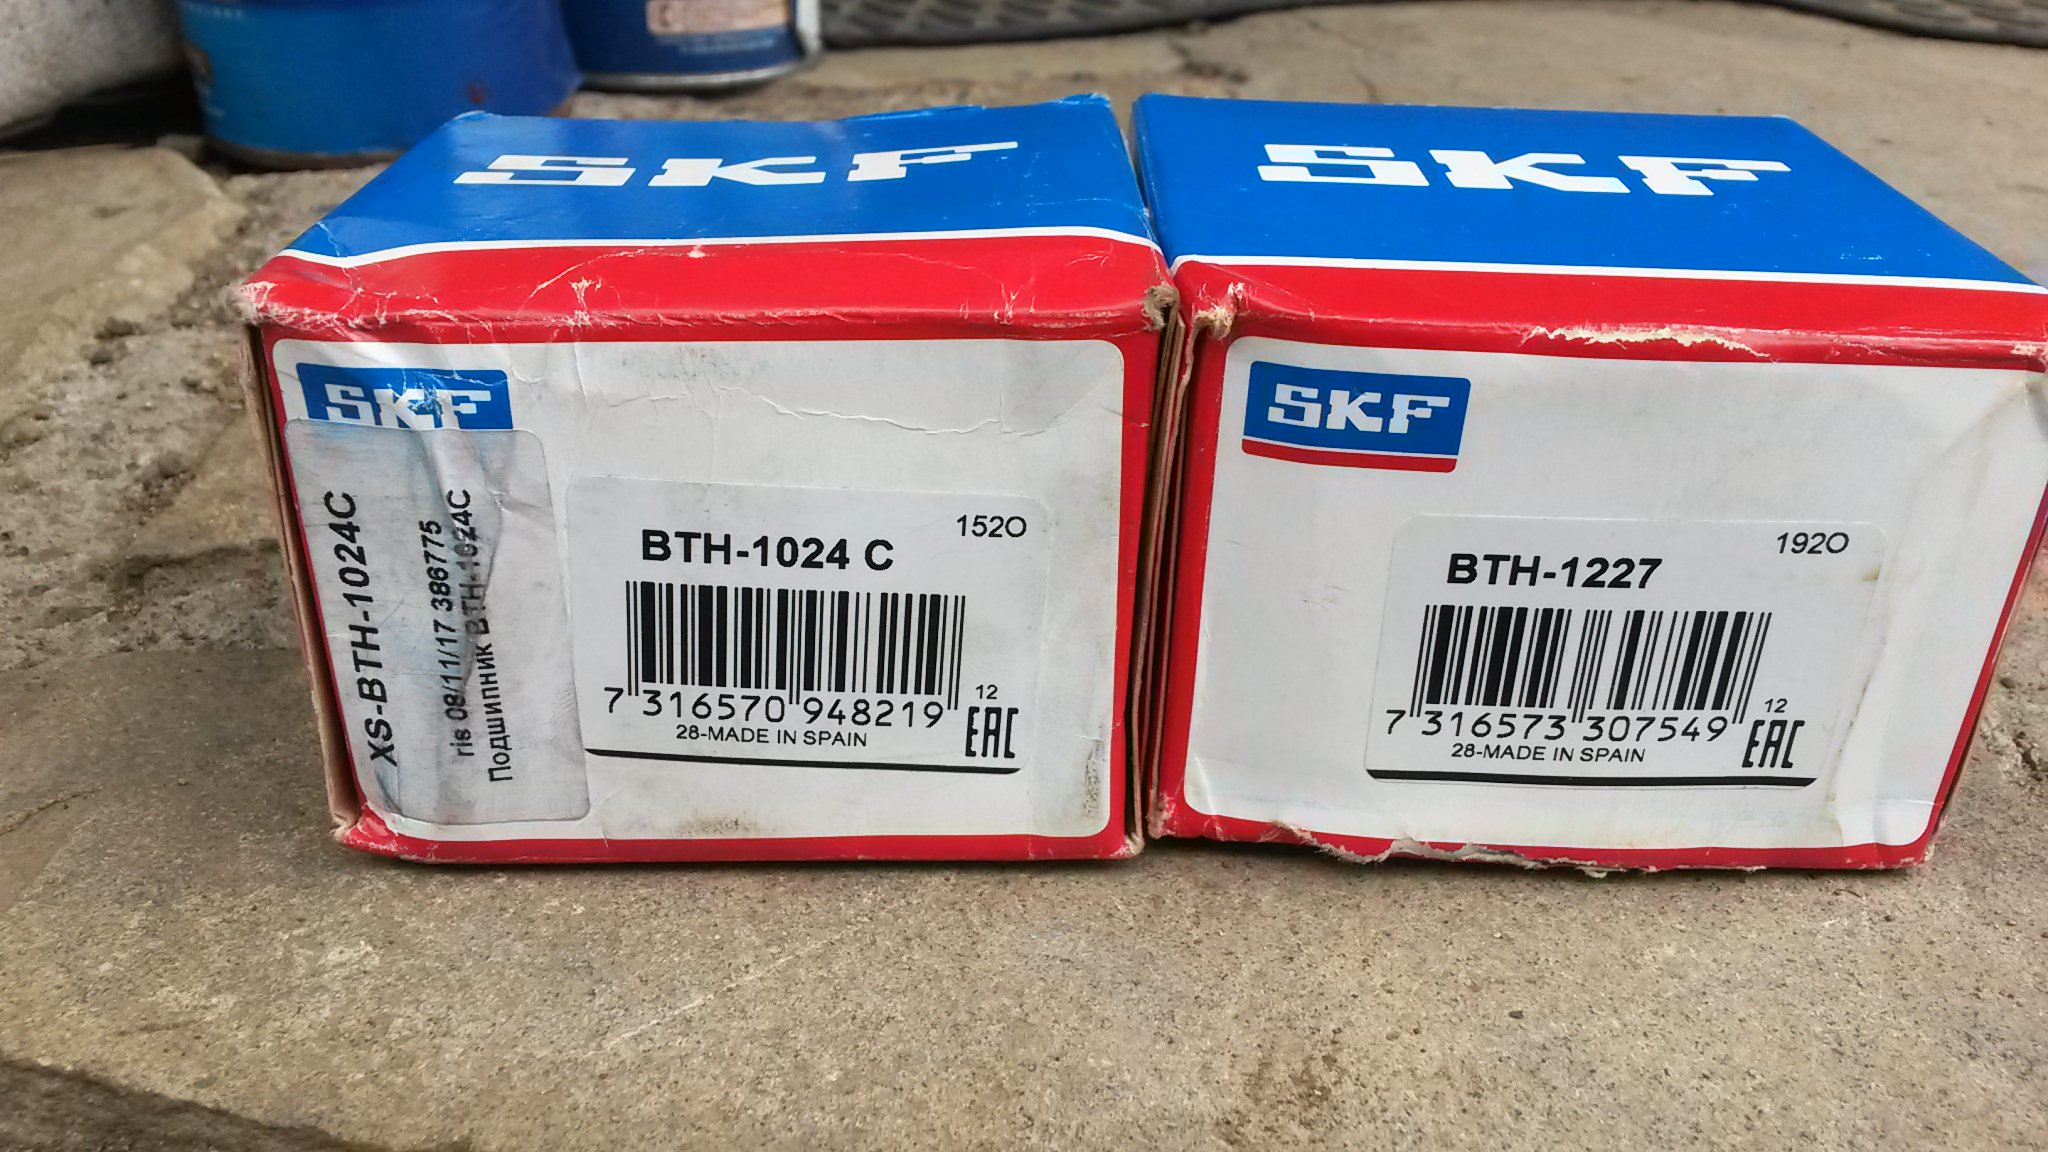 SKF
SKF
SKF
XS-BTH-1024C
ris 08/11/17 386775
Подшипник BTH-1024C
BTH-1024 C
152O
7 316570 948219
12
28-MADE IN SPAIN
EAC
SKF
BTH-1227
192O
7 316573 307549
12
28-MADE IN SPAIN
EAC